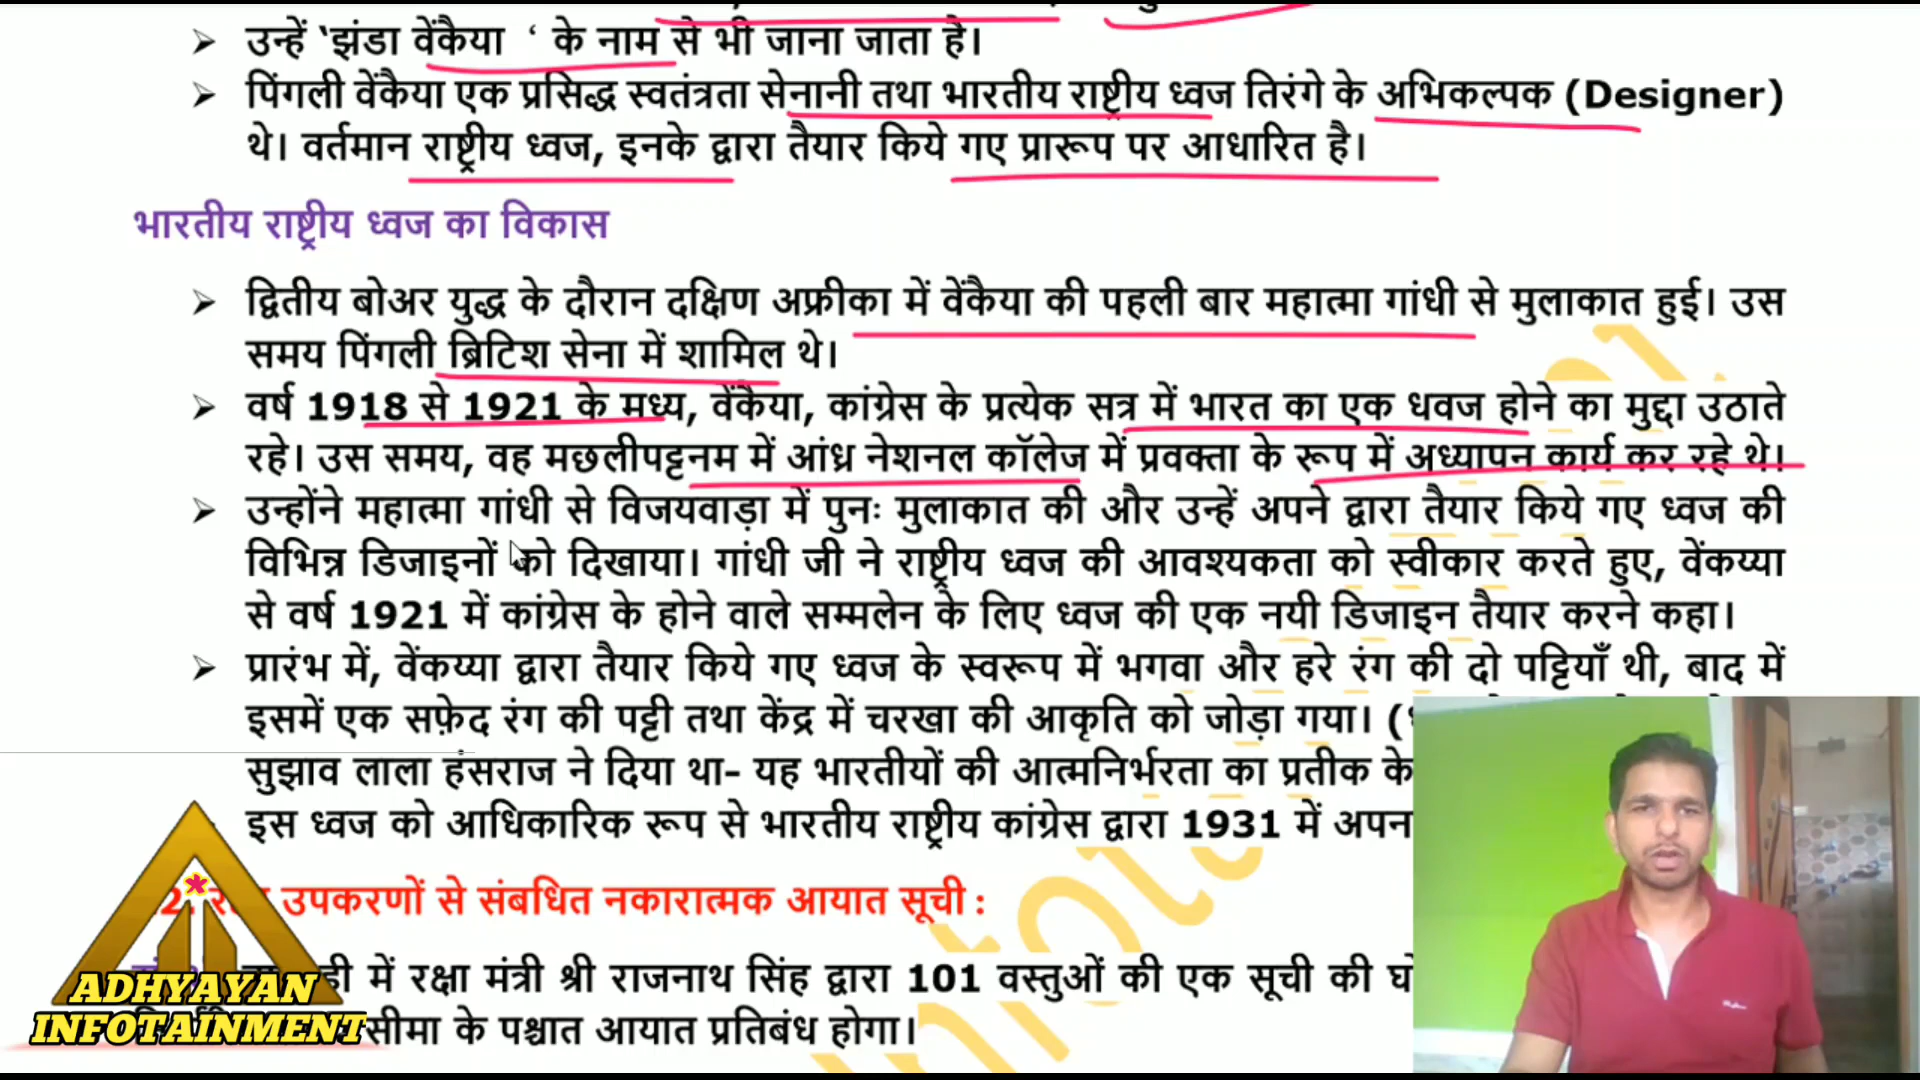 उन्हें ‘झंडा वेंकैया ‘ के नाम से भी जाना जाता है।
पिंगली वेंकैया एक प्रसिद्ध स्वतंत्रता सेनानी तथा भारतीय राष्ट्रीय ध्वज तिरंगे के अभिकल्पक (Designer)
थे। वर्तमान राष्ट्रीय ध्वज, इनके द्वारा तैयार किये गए प्रारूप पर आधारित है।
भारतीय राष्ट्रीय ध्वज का विकास
द्वितीय बोअर युद्ध के दौरान दक्षिण अफ्रीका में वेंकैया की पहली बार महात्मा गांधी से मुलाकात हुई। उस
समय पिंगली ब्रिटिश सेना में शामिल थे।
वर्ष 1918 से 1921 के मध्य, वेंकैया, कांग्रेस के प्रत्येक सत्र में भारत का एक धवज होने का मुद्दा उठाते
रहे। उस समय, वह मछलीपट्टनम में आंध्र नेशनल कॉलेज में प्रवक्ता के रूप में अध्यापन कार्य कर रहे थे।
उन्होंने महात्मा गांधी से विजयवाड़ा में पुनः मुलाकात की और उन्हें अपने द्वारा तैयार किये गए ध्वज की
विभिन्न डिजाइनों को दिखाया। गांधी जी ने राष्ट्रीय ध्वज की आवश्यकता को स्वीकार करते हुए, वेंकय्या
से वर्ष 1921 में कांग्रेस के होने वाले सम्मलेन के लिए ध्वज की एक नयी डिजाइन तैयार करने कहा।
प्रारंभ में, वेंकय्या द्वारा तैयार किये गए ध्वज के स्वरूप में भगवा और हरे रंग की दो पट्टियाँ थी, बाद में
इसमें एक सफ़ेद रंग की पट्टी तथा केंद्र में चरखा की आकृति को जोड़ा गया। (
सुझाव लाला हंसराज ने दिया था- यह भारतीयों की आत्मनिर्भरता का प्रतीक के
इस ध्वज को आधिकारिक रूप से भारतीय राष्ट्रीय कांग्रेस द्वारा 1931 में
उपकरणों से संबधित नकारात्मक आयात सूची :
में रक्षा मंत्री श्री राजनाथ सिंह द्वारा 101 वस्तुओं की एक सूची की
सीमा के पश्चात आयात प्रतिबंध होगा।
ADHYAYAN
INFOTAINMENT